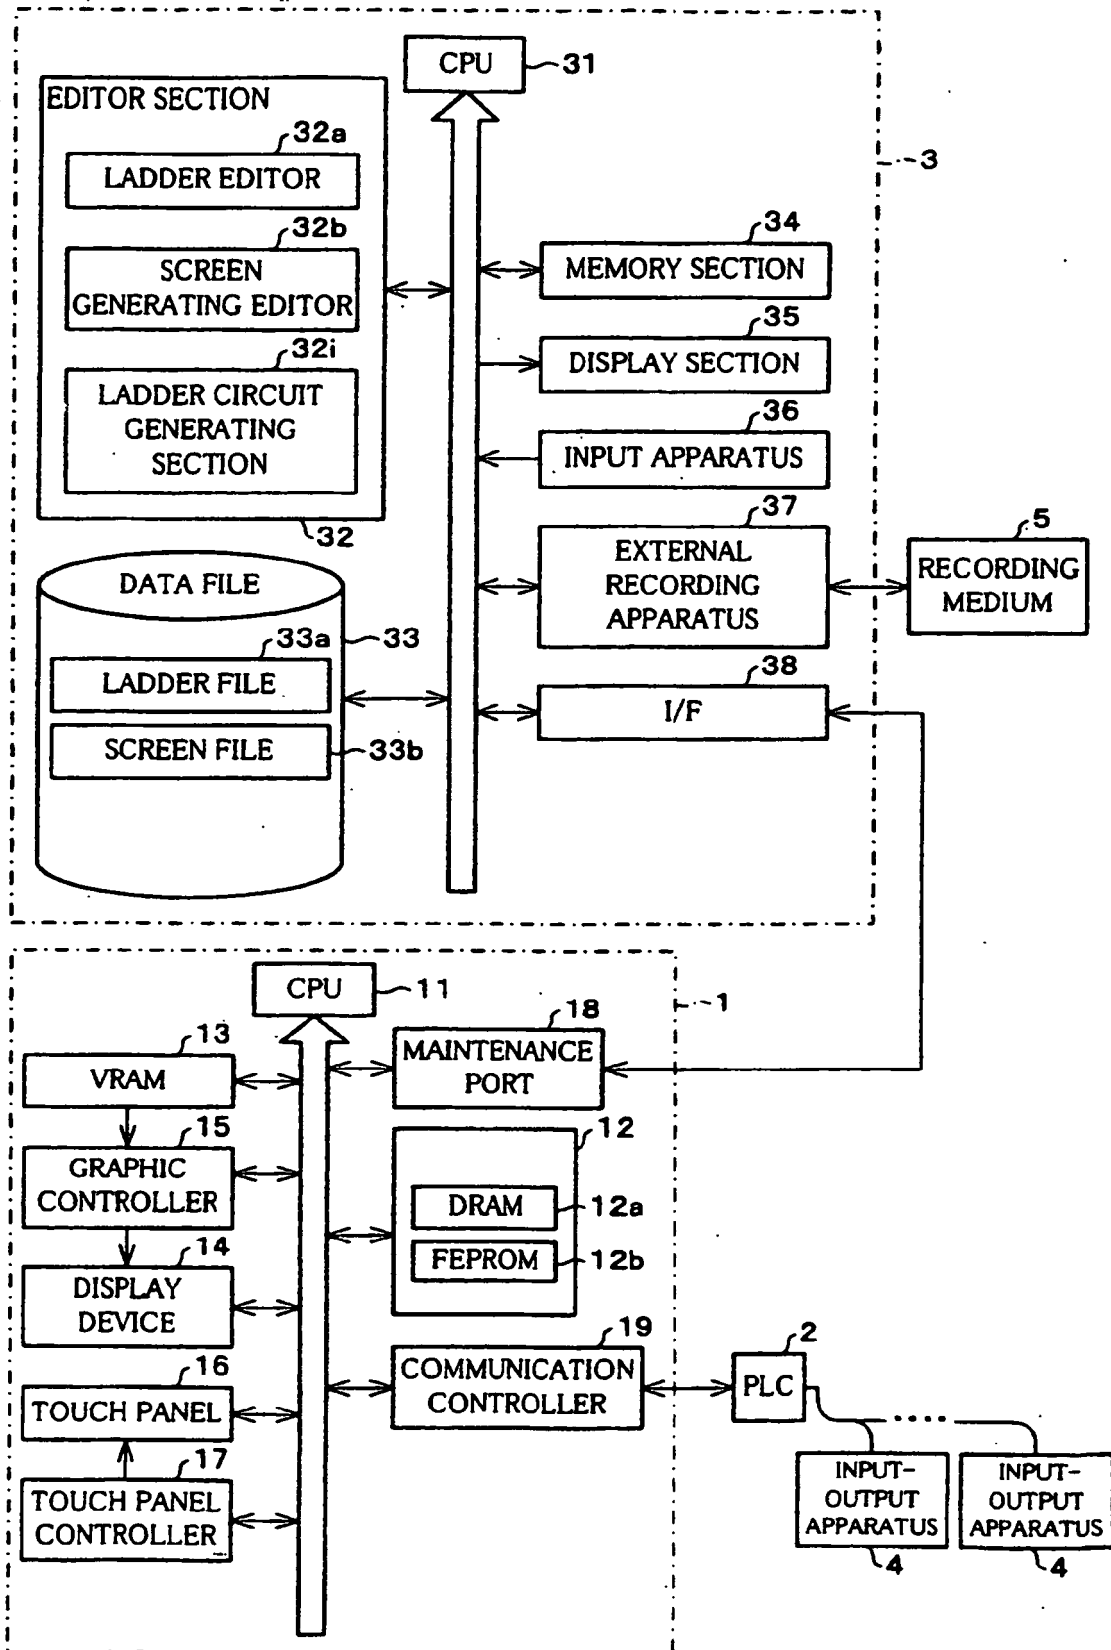 CPU
31
EDITOR SECTION
32a
LADDER EDITOR
32b
SCREEN
GENERATING EDITOR
32i
LADDER CIRCUIT
GENERATING
SECTION
32
3
34
MEMORY SECTION
35
DISPLAY SECTION
36
INPUT APPARATUS
37
EXTERNAL
RECORDING
APPARATUS
5
RECORDING
MEDIUM
38
I/F
DATA FILE
33
33a
LADDER FILE
SCREEN FILE
33b
CPU
11
1
13
VRAM
15
GRAPHIC
CONTROLLER
14
DISPLAY
DEVICE
16
TOUCH PANEL
17
TOUCH PANEL
CONTROLLER
18
MAINTENANCE
PORT
12
DRAM
12a
FEPROM
12b
19
COMMUNICATION
CONTROLLER
2
PLC
INPUT-
OUTPUT
APPARATUS
4
INPUT-
OUTPUT
APPARATUS
4